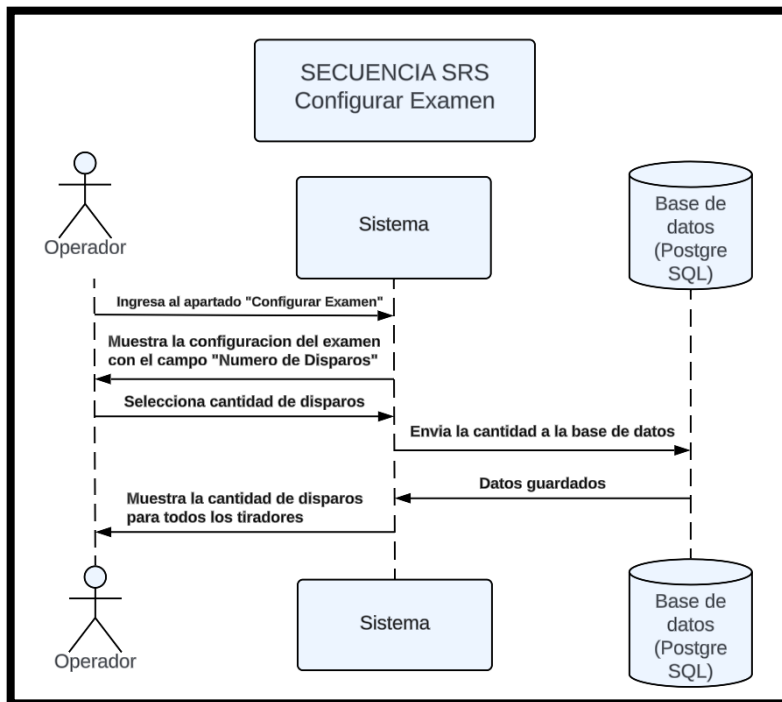 SECUENCIA SRS
Configurar Examen
Operador
Sistema
Base de
datos
(Postgre
SQL)
Ingresa al apartado "Configurar Examen"
Muestra la configuracion del examen
con el campo "Numero de Disparos"
Selecciona cantidad de disparos
Envia la cantidad a la base de datos
Datos guardados
Muestra la cantidad de disparos
para todos los tiradores
Operador
Sistema
Base de
datos
(Postgre
SQL)